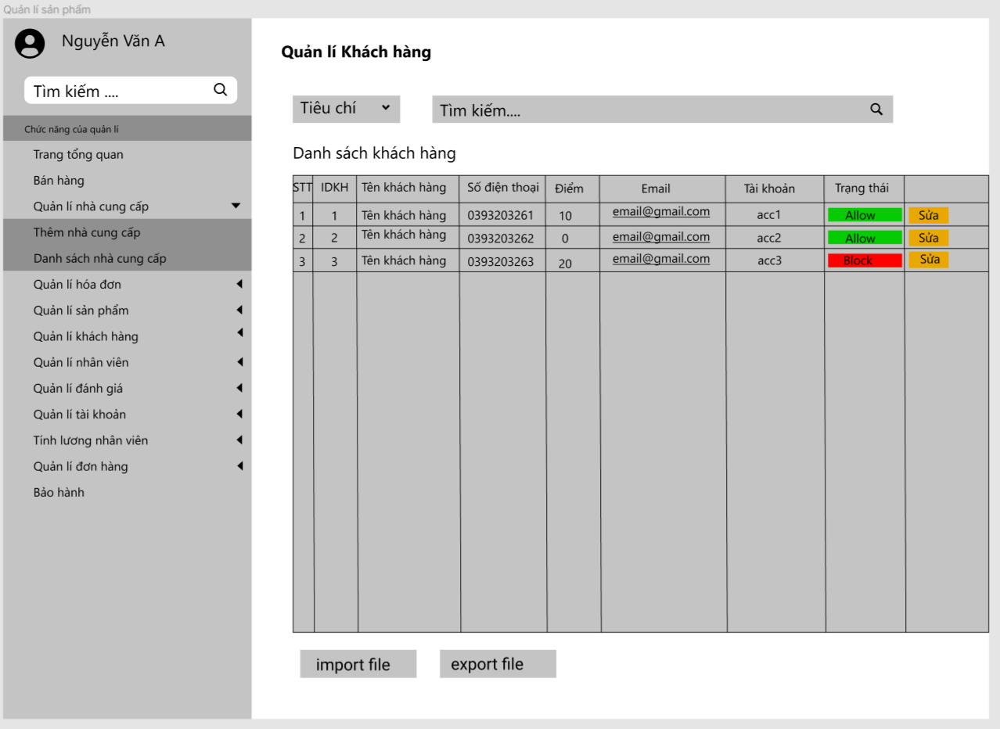 Quản lí sản phẩm
Nguyễn Văn A
Tìm kiếm ....
Chức năng của quản lí
Trang tổng quan
Bán hàng
Quản lí nhà cung cấp
Thêm nhà cung cấp
Danh sách nhà cung cấp
Quản lí hóa đơn
Quản lí sản phẩm
Quản lí khách hàng
Quản lí nhân viên
Quản lí đánh giá
Quản lí tài khoản
Tính lương nhân viên
Quản lí đơn hàng
Bảo hành
Quản lí Khách hàng
Tiêu chí Tìm kiếm....
Danh sách khách hàng
STT IDKH Tên khách hàng Số điện thoại Điểm Email Tài khoản Trạng thái
1 1 Tên khách hàng 0393203261 10 email@gmail.com acc1 Allow Sửa
2 2 Tên khách hàng 0393203262 0 email@gmail.com acc2 Allow Sửa
3 3 Tên khách hàng 0393203263 20 email@gmail.com acc3 Block Sửa
import file export file